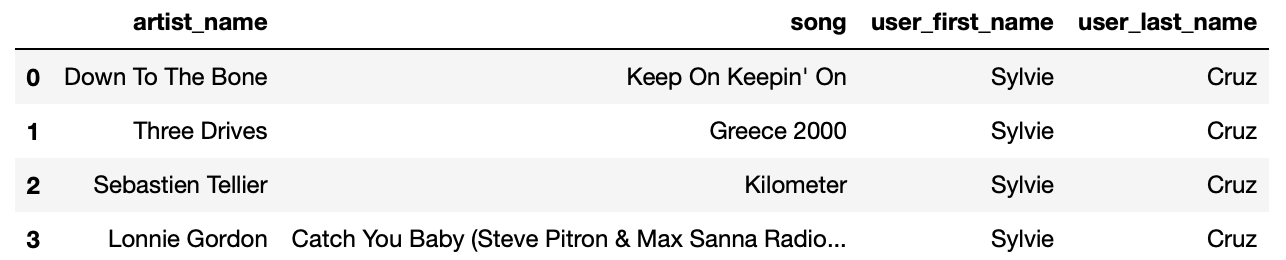 artist_name song user_first_name user_last_name
0 Down To The Bone Keep On Keepin' On Sylvie Cruz
1 Three Drives Greece 2000 Sylvie Cruz
2 Sebastien Tellier Kilometer Sylvie Cruz
3 Lonnie Gordon Catch You Baby (Steve Pitron & Max Sanna Radio... Sylvie Cruz